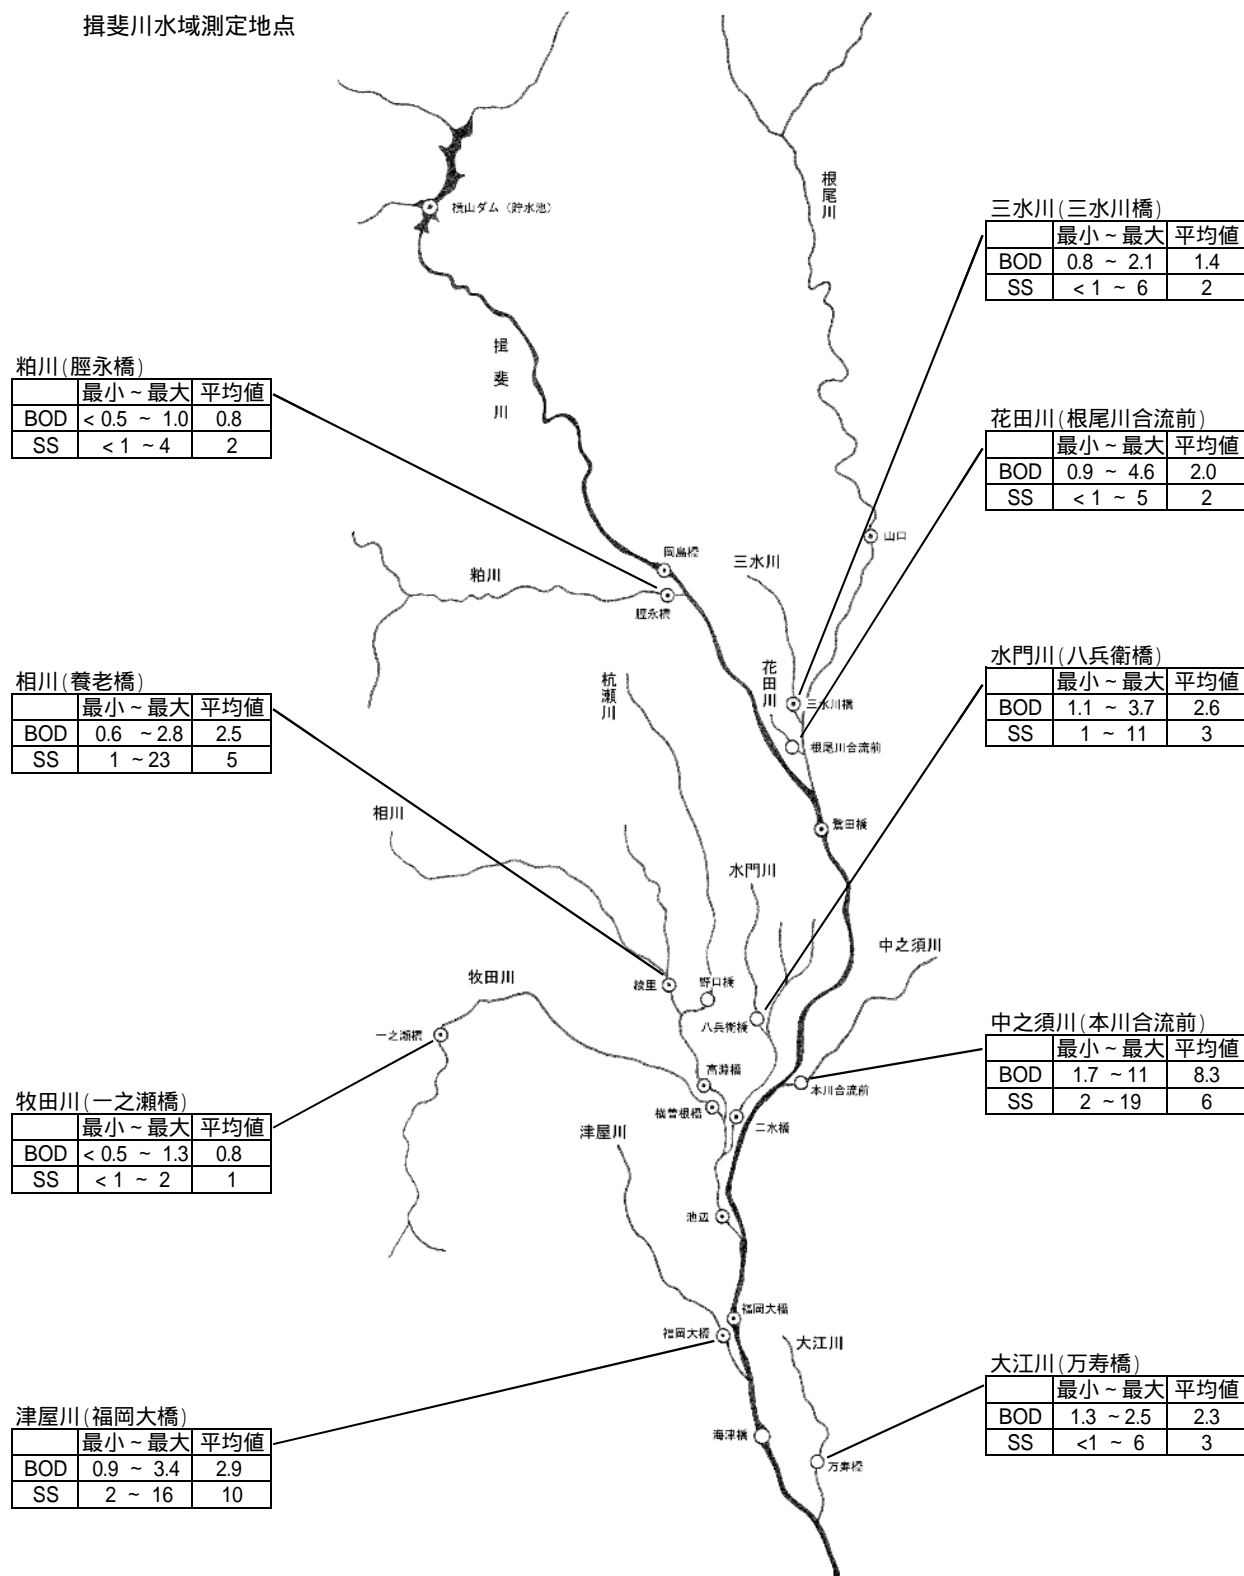 揖斐川水域測定地点
根尾川
横山ダム（貯水池）
三水川(三水川橋)
最小～最大 平均値
BOD 0.8 ～ 2.1 1.4
SS <1 ～ 6 2
揖斐川
粕川(脛永橋)
最小～最大 平均値
BOD <0.5 ～ 1.0 0.8
SS <1 ～4 2
花田川(根尾川合流前)
最小～最大 平均値
BOD 0.9 ～ 4.6 2.0
SS <1 ～ 5 2
山口
岡島橋
三水川
粕川
脛永橋
相川(養老橋)
最小～最大 平均値
BOD 0.6 ～2.8 2.5
SS 1 ～23 5
杭瀬川
花田川
三水川橋
根尾川合流前
水門川(八兵衛橋)
最小～最大 平均値
BOD 1.1 ～ 3.7 2.6
SS 1 ～ 11 3
相川
鷺田橋
水門川
中之須川
牧田川
綾里
野口橋
八兵衛橋
一之瀬橋
中之須川(本川合流前)
最小～最大 平均値
BOD 1.7 ～11 8.3
SS 2 ～19 6
高淵橋
本川合流前
横曽根橋
二水橋
牧田川(一之瀬橋)
最小～最大 平均値
BOD <0.5 ～ 1.3 0.8
SS <1 ～ 2 1
津屋川
池辺
福岡大橋
福岡大橋
大江川
大江川(万寿橋)
最小～最大 平均値
BOD 1.3 ～2.5 2.3
SS <1 ～ 6 3
津屋川(福岡大橋)
最小～最大 平均値
BOD 0.9 ～ 3.4 2.9
SS 2 ～ 16 10
海津橋
万寿橋